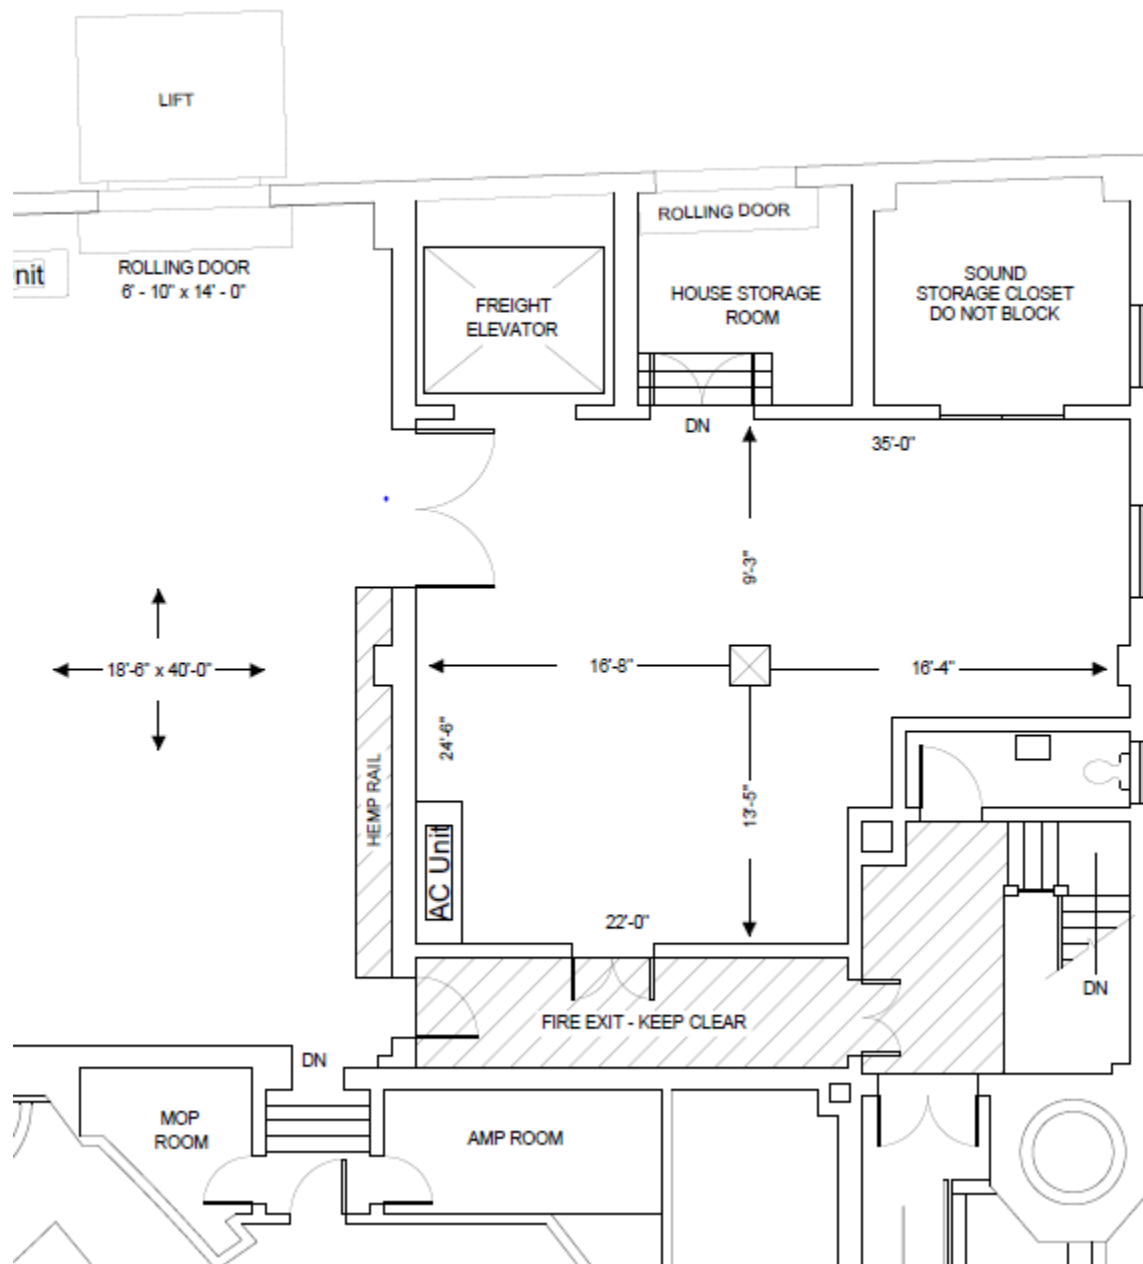 LIFT
ROLLING DOOR
nit
ROLLING DOOR
6' - 10" x 14' - 0"
FREIGHT
ELEVATOR
HOUSE STORAGE
ROOM
SOUND
STORAGE CLOSET
DO NOT BLOCK
DN
35'-0"
9'-3"
18'-6" x 40'-0"
16'-8"
16'-4"
24'-6"
HEMP RAIL
13'-5"
AC Unit
22'-0"
DN
FIRE EXIT - KEEP CLEAR
DN
MOP
ROOM
AMP ROOM